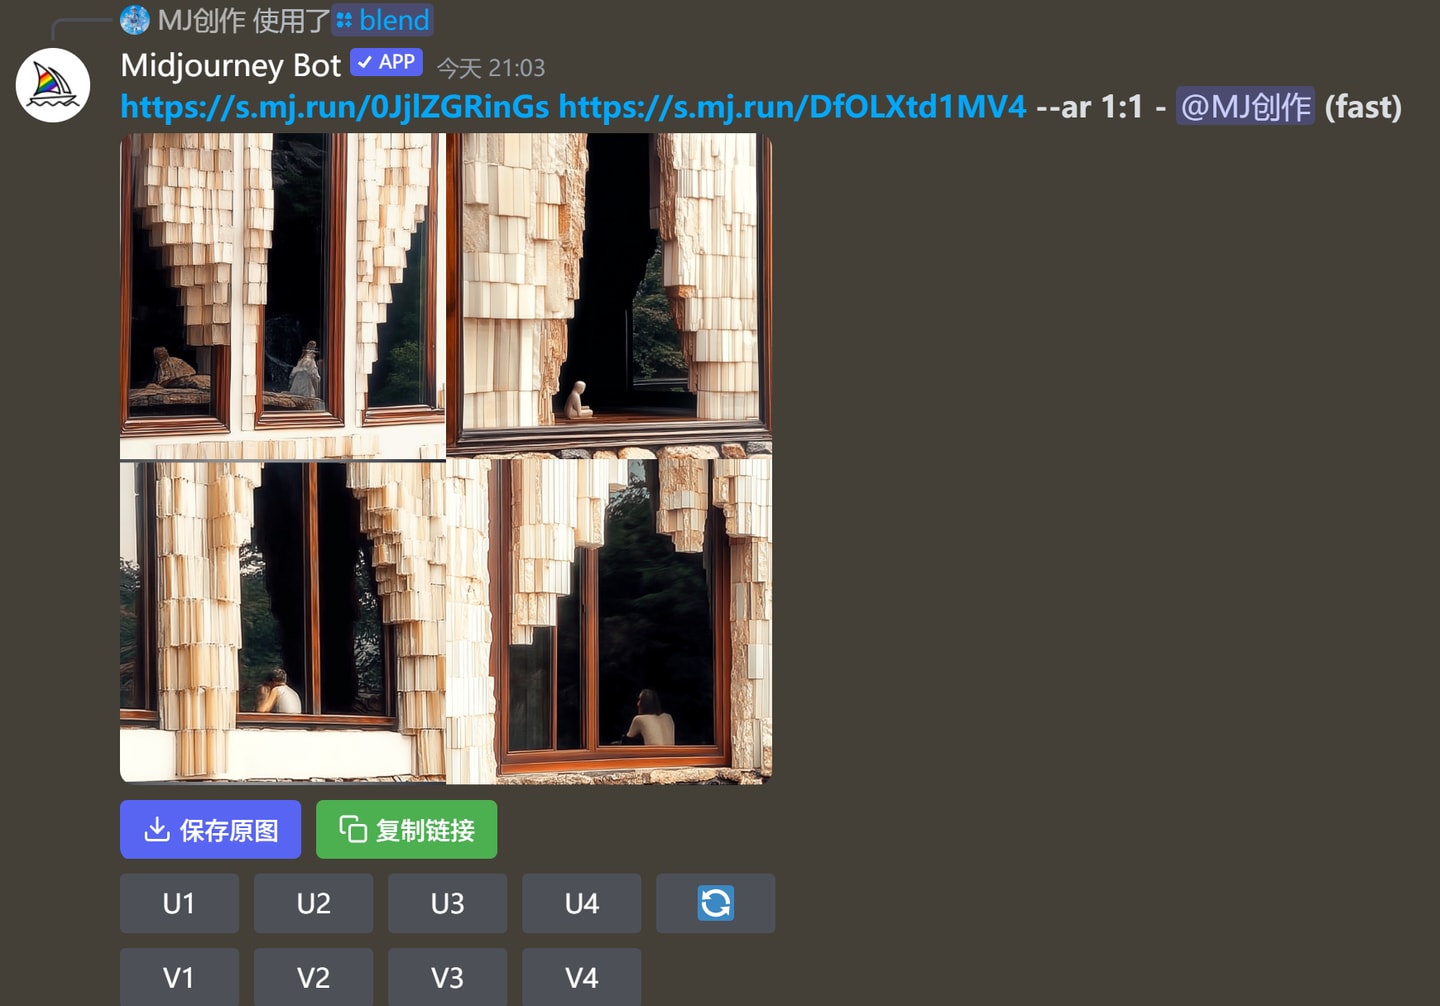 MJ创作 使用了 blend
Midjourney Bot ✓ APP 今天 21:03
https://s.mj.run/0JjlZGRinGs https://s.mj.run/DfOLXtd1MV4 --ar 1:1 - @MJ创作 (fast)
保存原图 复制链接
U1 U2 U3 U4
V1 V2 V3 V4